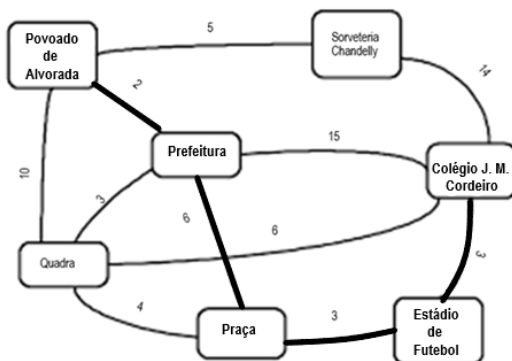 Povoado
de
Alvorada
5
Sorveteria
Chandelly
2
14
Prefeitura
15
Colégio J. M.
Cordeiro
10
3
6
6
3
Quadra
4
Praça
3
Estádio
de
Futebol